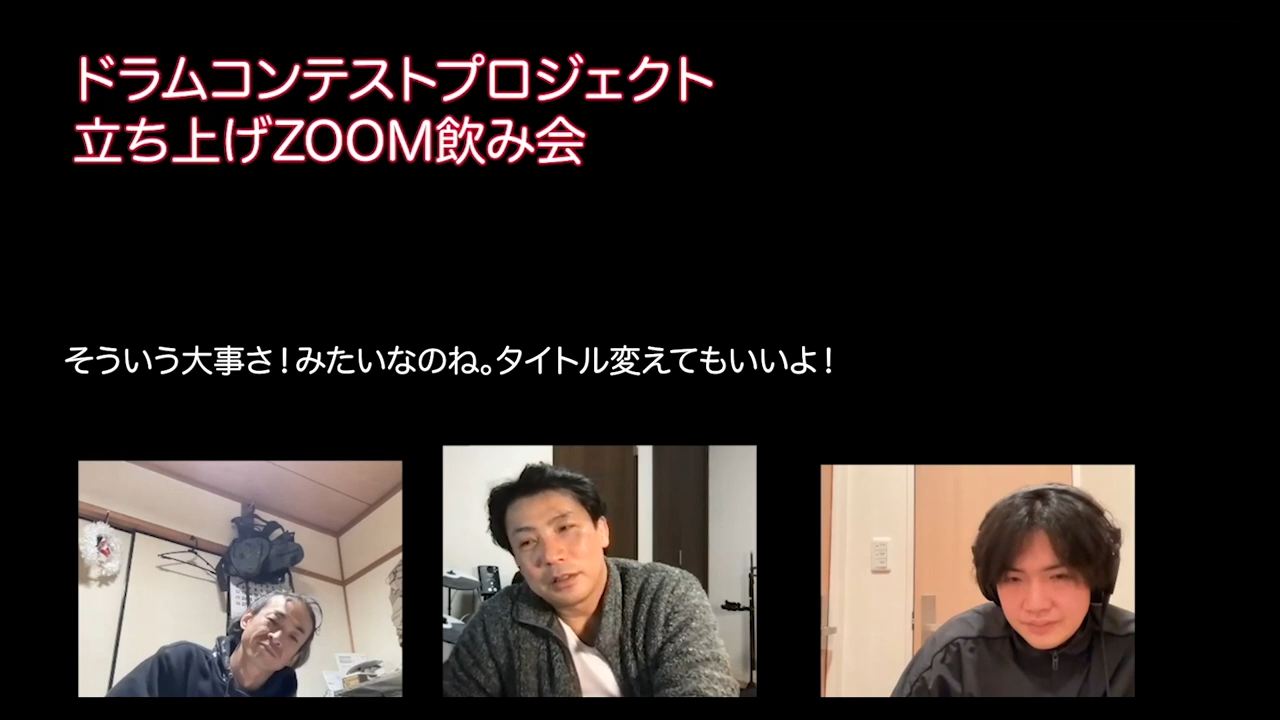 ドラムコンテストプロジェクト
立ち上げZOOM飲み会
そういう大事さ！みたいなのね。タイトル変えてもいいよ！